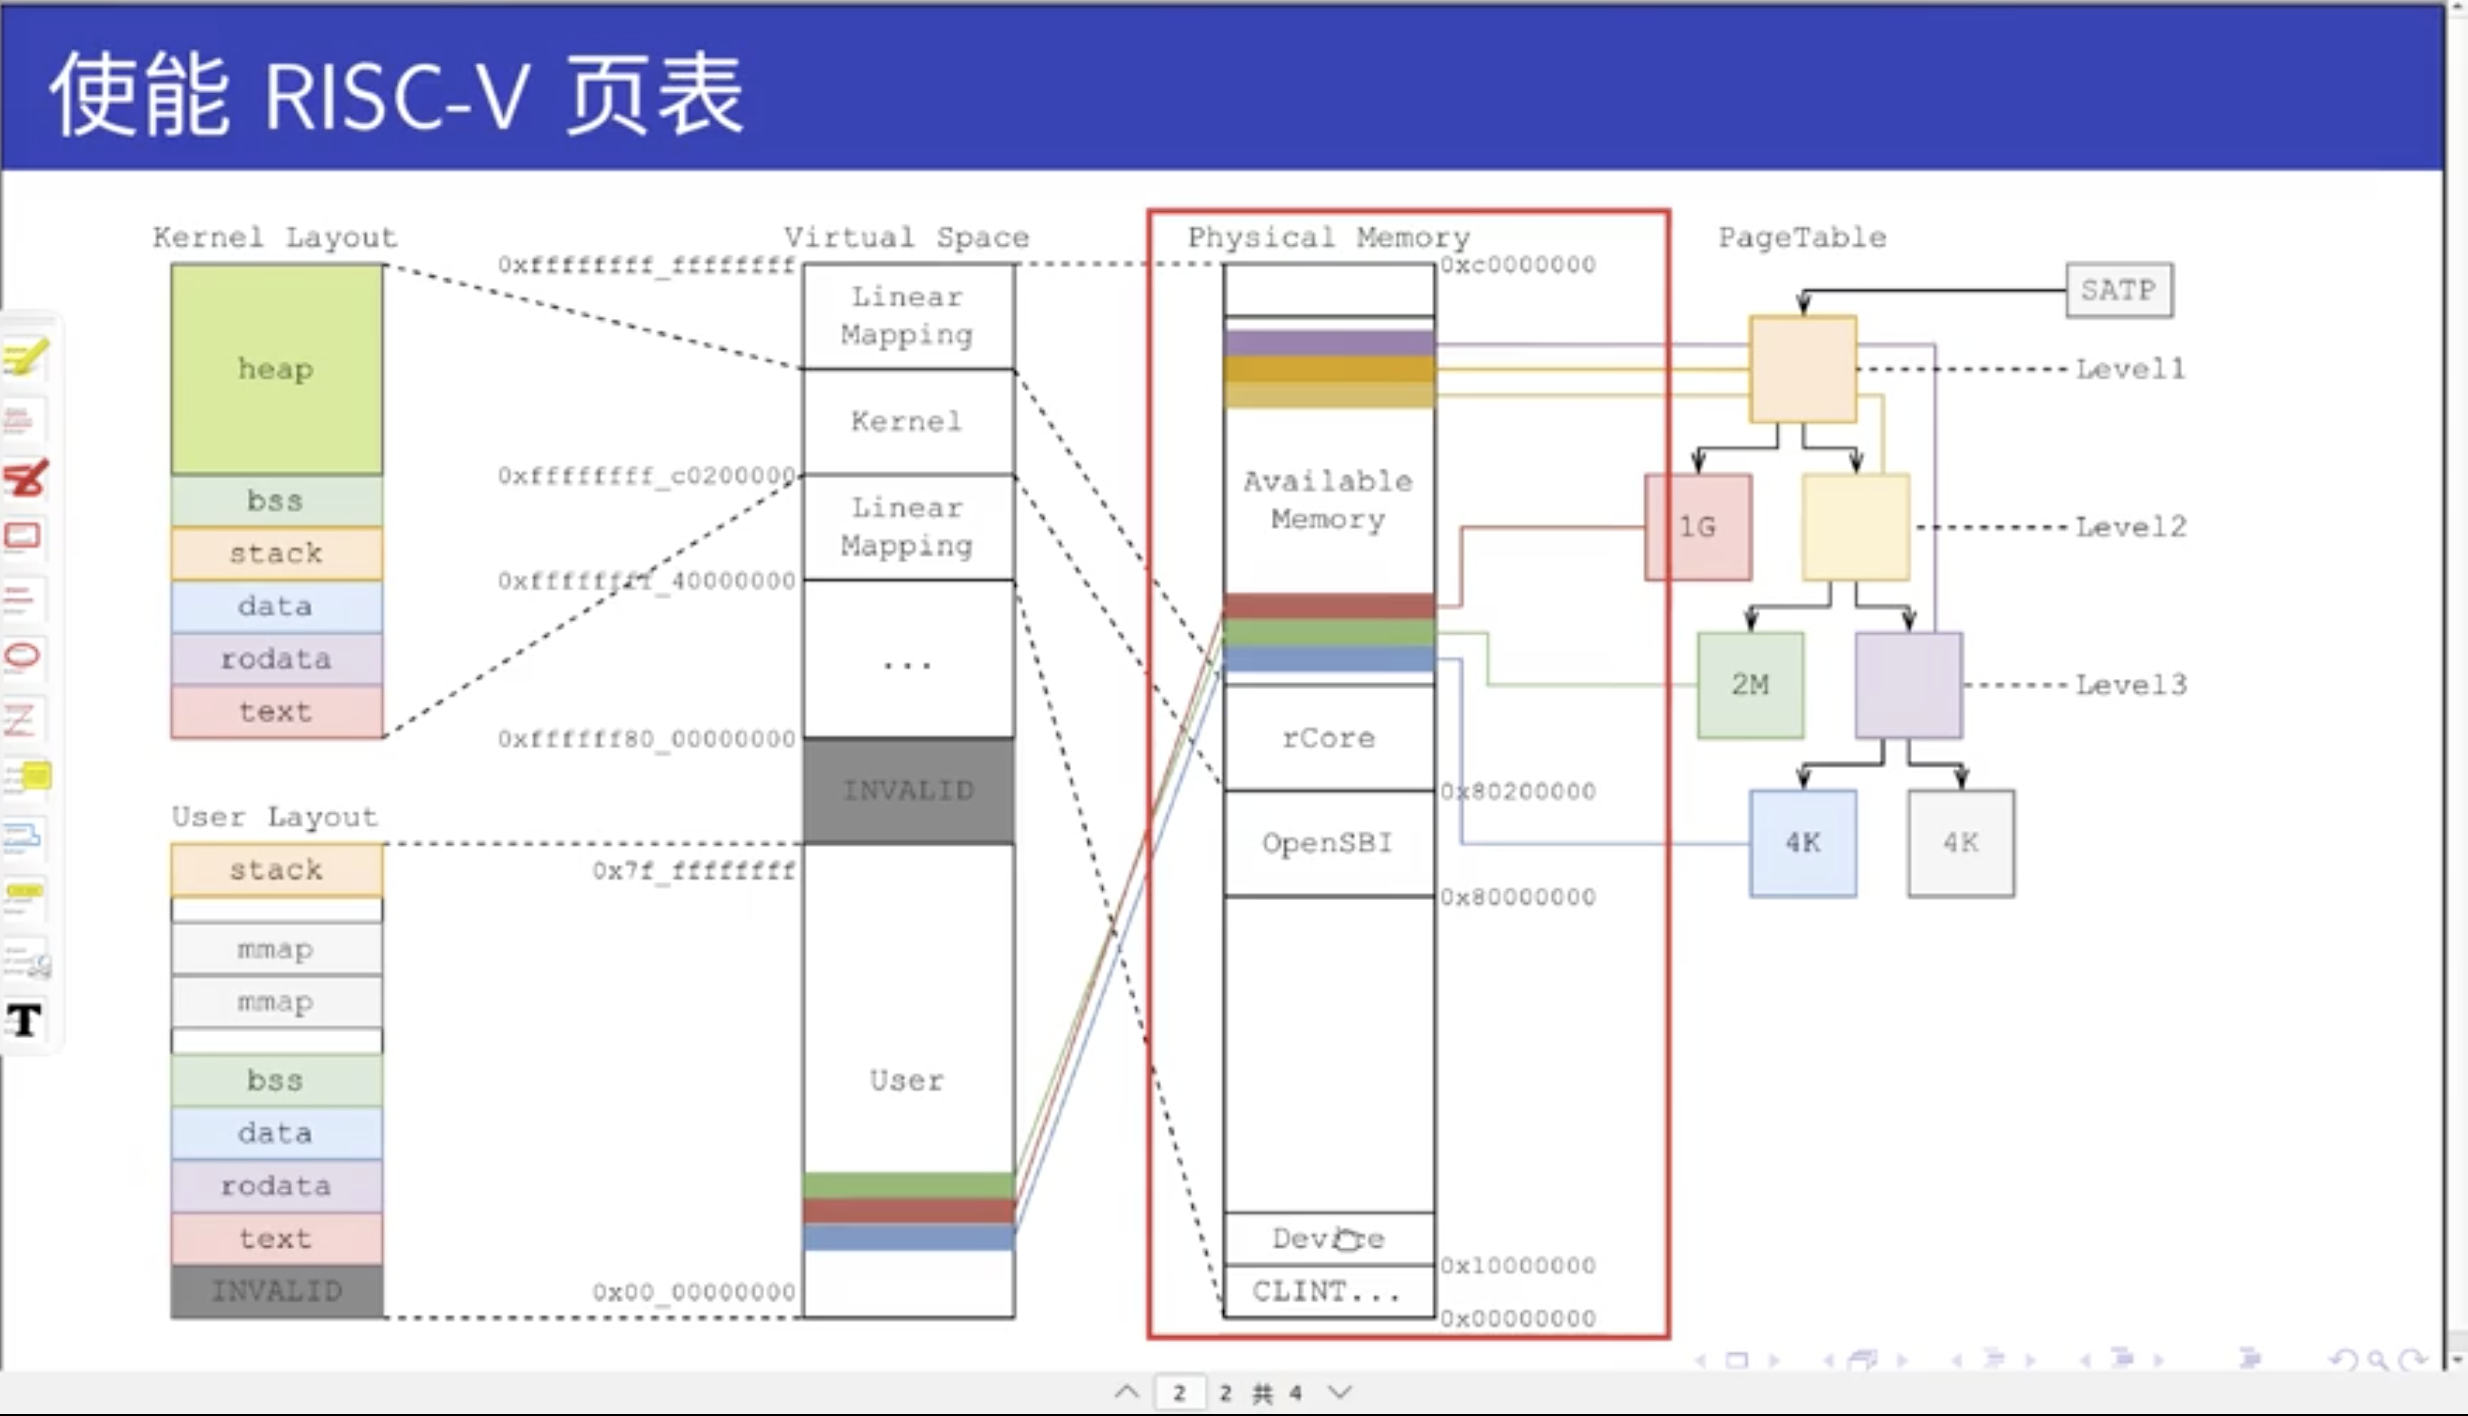 使能 RISC-V 页表
Kernel Layout
heap
bss
stack
data
rodata
text
User Layout
stack
mmap
mmap
bss
data
rodata
text
INVALID
Virtual Space
0xffffffff_ffffffff
Linear
Mapping
Kernel
0xffffffff_c0200000
Linear
Mapping
0xffffffff_40000000
...
0xffffff80_00000000
INVALID
0x7f_ffffffff
User
0x00_00000000
Physical Memory
0xc0000000
Available
Memory
rCore
0x80200000
OpenSBI
0x80000000
Device
0x10000000
CLINT...
0x00000000
PageTable
SATP
Level1
1G
Level2
2M
Level3
4K
4K
T
2 2 共 4